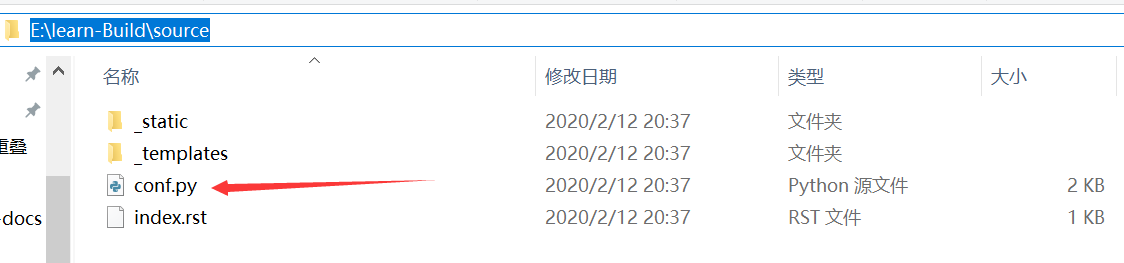 E:\learn-Build\source
名称 修改日期 类型 大小
_static 2020/2/12 20:37 文件夹
重叠
_templates 2020/2/12 20:37 文件夹
conf.py 2020/2/12 20:37 Python 源文件 2 KB
-docs
index.rst 2020/2/12 20:37 RST 文件 1 KB